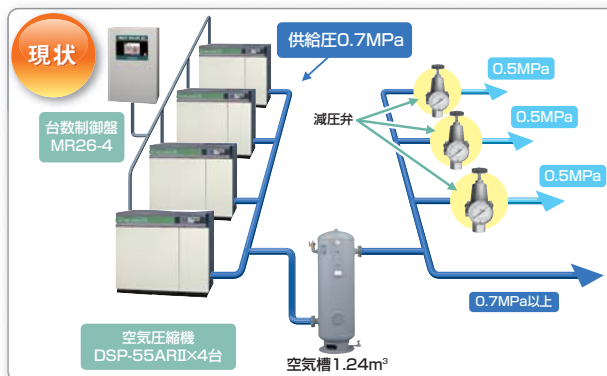 現状
台数制御盤
MR26-4
供給圧0.7MPa
減圧弁
0.5MPa
0.5MPa
0.5MPa
0.7MPa以上
空気圧縮機
DSP-55ARⅡ×4台
空気槽1.24m³